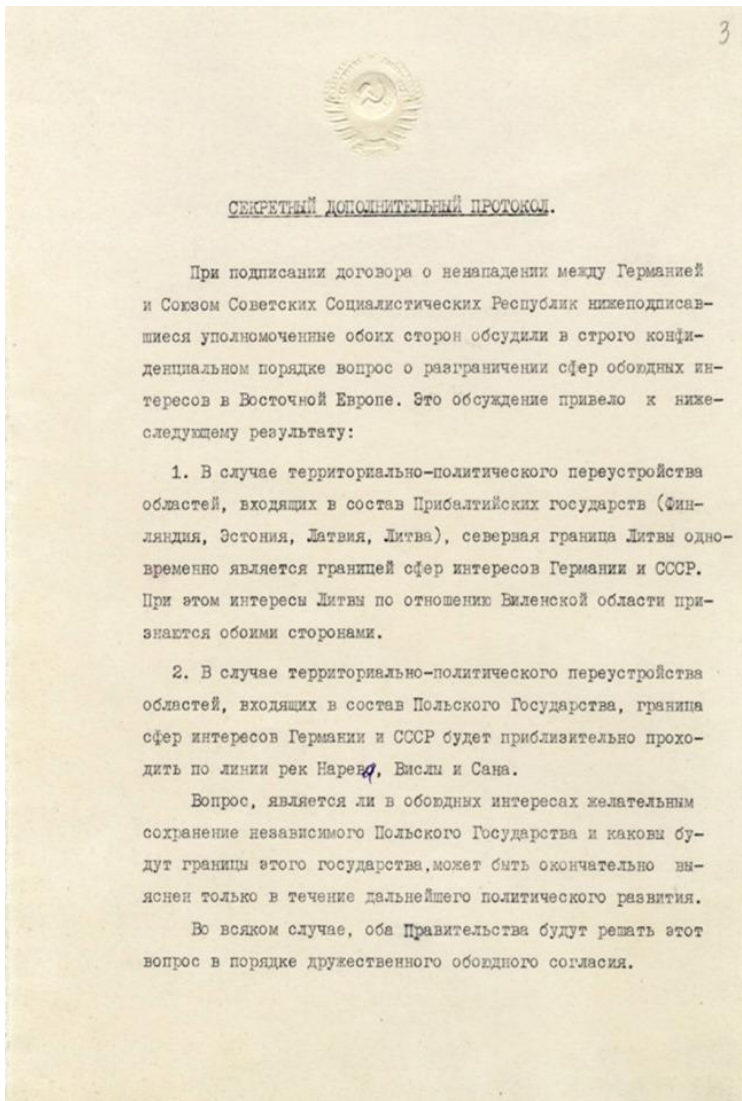 3
СЕКРЕТНЫЙ ДОПОЛНИТЕЛЬНЫЙ ПРОТОКОЛ.
При подписании договора о ненападении между Германией
и Союзом Советских Социалистических Республик нижеподписав-
шиеся уполномоченные обоих сторон обсудили в строго конфи-
денциальном порядке вопрос о разграничении сфер обоюдных ин-
тересов в Восточной Европе. Это обсуждение привело к ниже-
следующему результату:
1. В случае территориально-политического переустройства
областей, входящих в состав Прибалтийских государств (Фин-
ляндия, Эстония, Латвия, Литва), северная граница Литвы одно-
временно является границей сфер интересов Германии и СССР.
При этом интересы Литвы по отношению Виленской области при-
знаются обоими сторонами.
2. В случае территориально-политического переустройства
областей, входящих в состав Польского Государства, граница
сфер интересов Германии и СССР будет приблизительно прохо-
дить по линии рек Нарева, Вислы и Сана.
Вопрос, является ли в обоюдных интересах желательным
сохранение независимого Польского Государства и каковы бу-
дут границы этого государства,может быть окончательно вы-
яснен только в течение дальнейшего политического развития.
Во всяком случае, оба Правительства будут решать этот
вопрос в порядке дружественного обоюдного согласия.